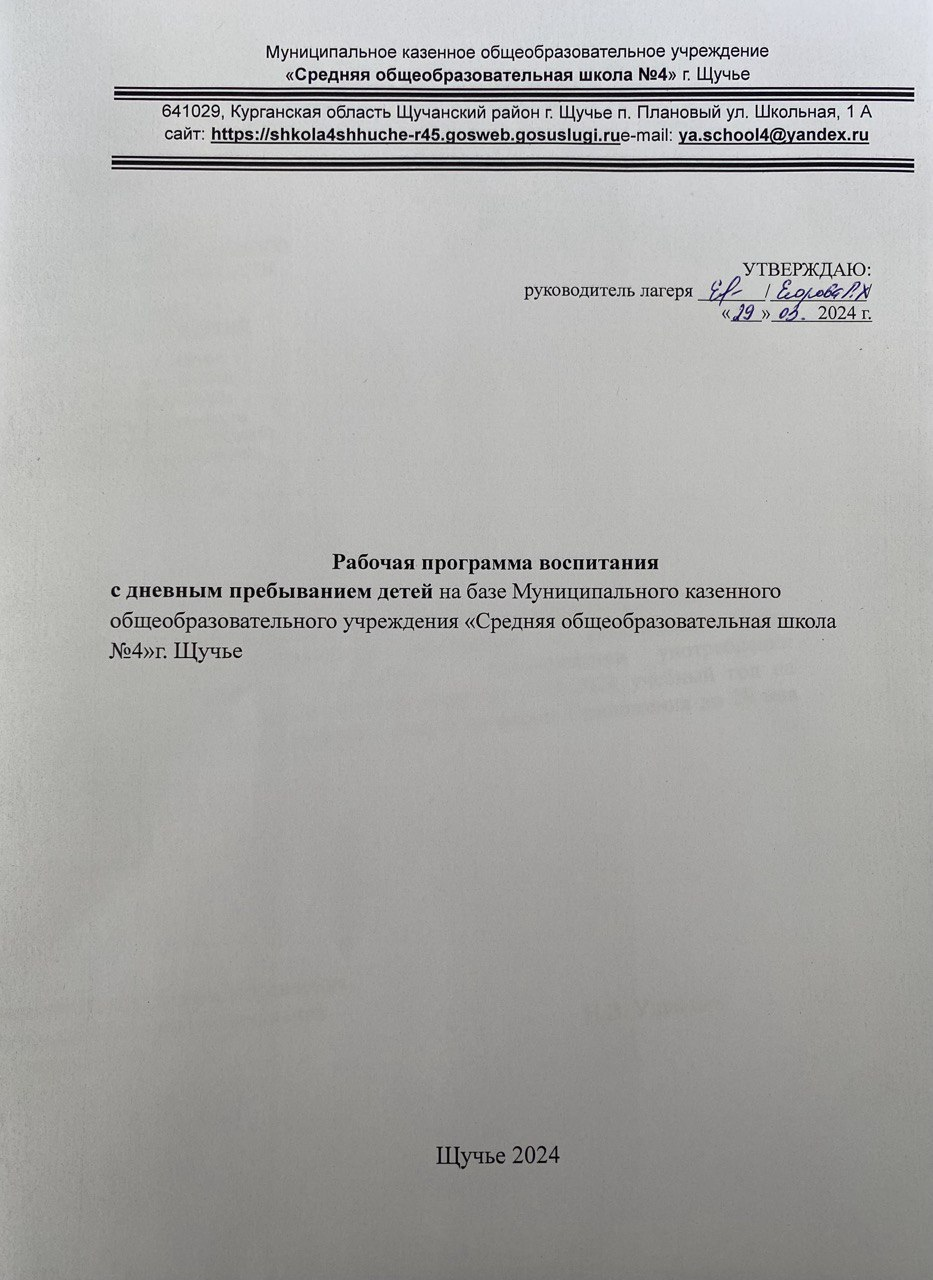 Муниципальное казенное общеобразовательное учреждение
«Средняя общеобразовательная школа №4» г. Щучье
641029, Курганская область Щучанский район г. Щучье п. Плановый ул. Школьная, 1 А
сайт: https://shkola4shhuche-r45.gosweb.gosuslugi.rue-mail: ya.school4@yandex.ru
УТВЕРЖДАЮ:
руководитель лагеря / Егорова Р.Х/
«29» 03. 2024 г.
Рабочая программа воспитания
с дневным пребыванием детей на базе Муниципального казенного
общеобразовательного учреждения «Средняя общеобразовательная школа
№4»г. Щучье
Щучье 2024